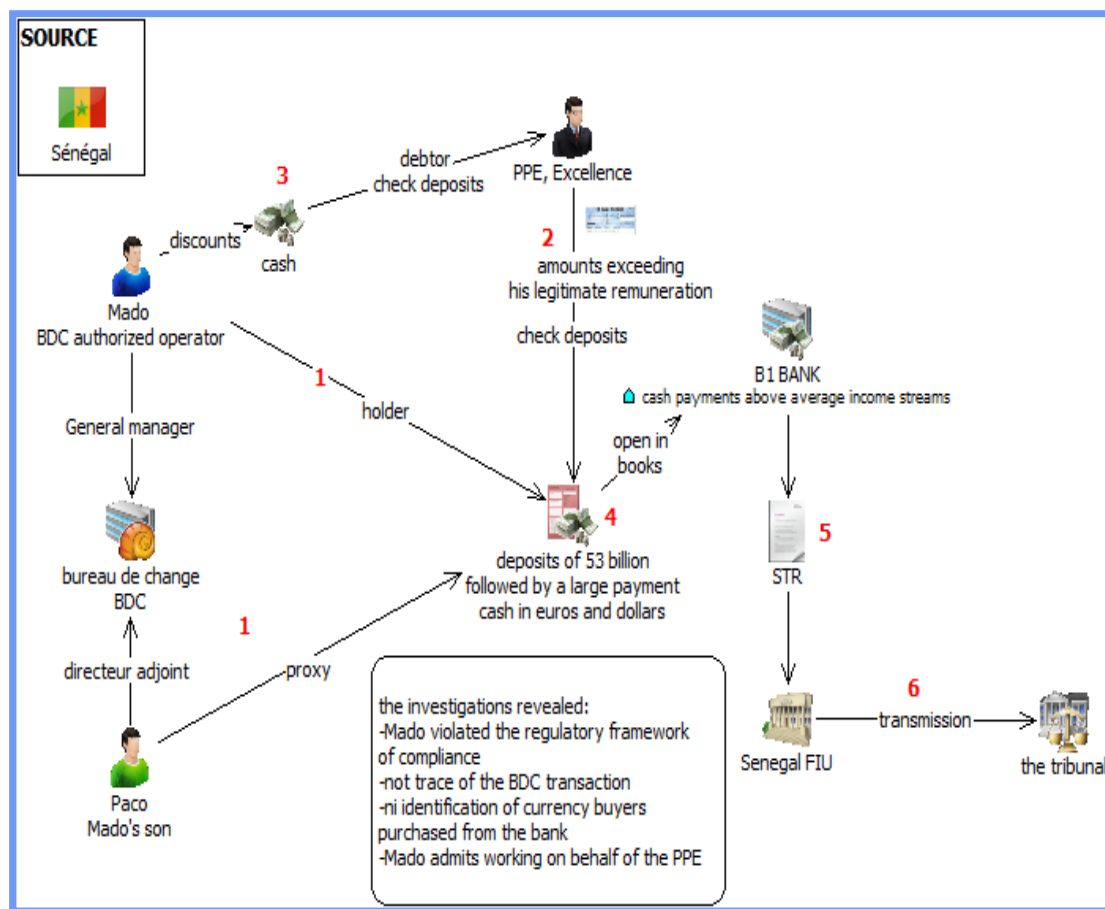 SOURCE
Sénégal
3
debtor
check deposits
PPE, Excellence
discounts
cash
2
amounts exceeding
his legitimate remuneration
check deposits
Mado
BDC authorized operator
1
holder
B1 BANK
cash payments above average income streams
General manager
open in
books
4
deposits of 53 billion
followed by a large payment
cash in euros and dollars
5
STR
bureau de change
BDC
1
directeur adjoint
proxy
the investigations revealed:
-Mado violated the regulatory framework
of compliance
-not trace of the BDC transaction
-ni identification of currency buyers
purchased from the bank
-Mado admits working on behalf of the PPE
6
transmission
Senegal FIU
the tribunal
Paco
Mado's son